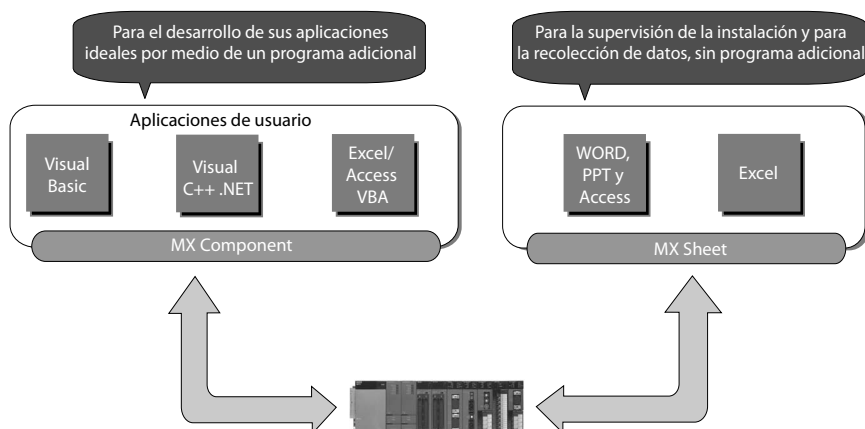 Para el desarrollo de sus aplicaciones
ideales por medio de un programa adicional
Para la supervisión de la instalación y para
la recolección de datos, sin programa adicional
Aplicaciones de usuario
Visual
Basic
Visual
C++ .NET
Excel/
Access
VBA
MX Component
WORD,
PPT y
Access
Excel
MX Sheet